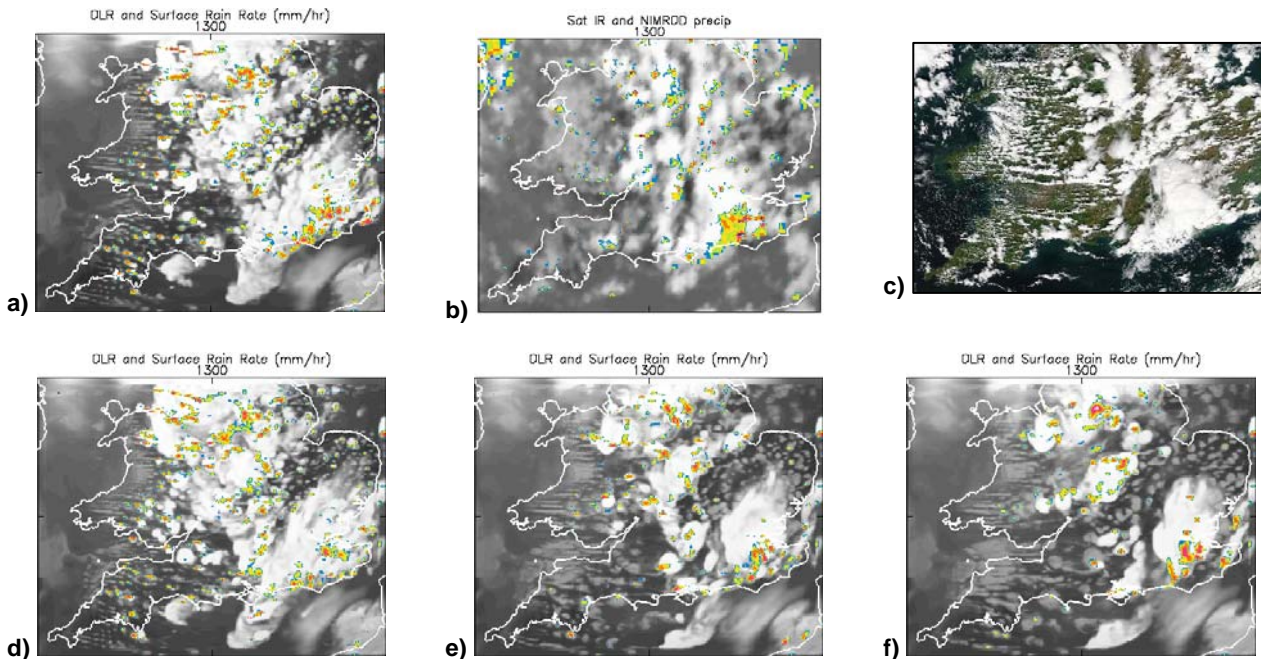 OLR and Surface Rain Rate (mm/hr)
1300
a)
Sat IR and NIMROD precip
1300
b)
c)
OLR and Surface Rain Rate (mm/hr)
1300
d)
OLR and Surface Rain Rate (mm/hr)
1300
e)
OLR and Surface Rain Rate (mm/hr)
1300
f)